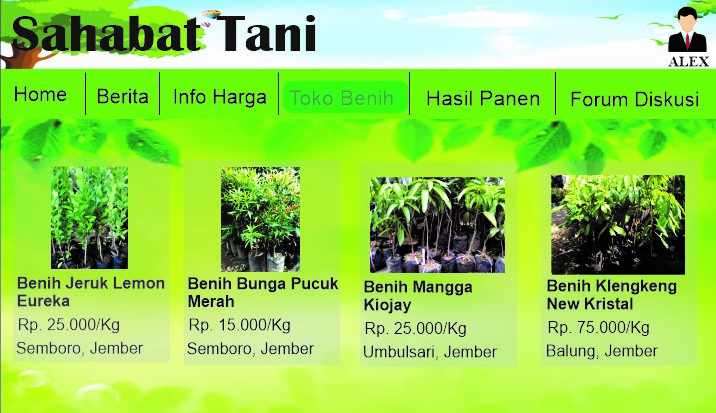 Sahabat Tani
ALEX
Home
Berita
Info Harga
Toko Benih
Hasil Panen
Forum Diskusi
Benih Jeruk Lemon
Eureka
Rp. 25.000/Kg
Semboro, Jember
Benih Bunga Pucuk
Merah
Rp. 15.000/Kg
Semboro, Jember
Benih Mangga
Kiojay
Rp. 25.000/Kg
Umbulsari, Jember
Benih Klengkeng
New Kristal
Rp. 75.000/Kg
Balung, Jember